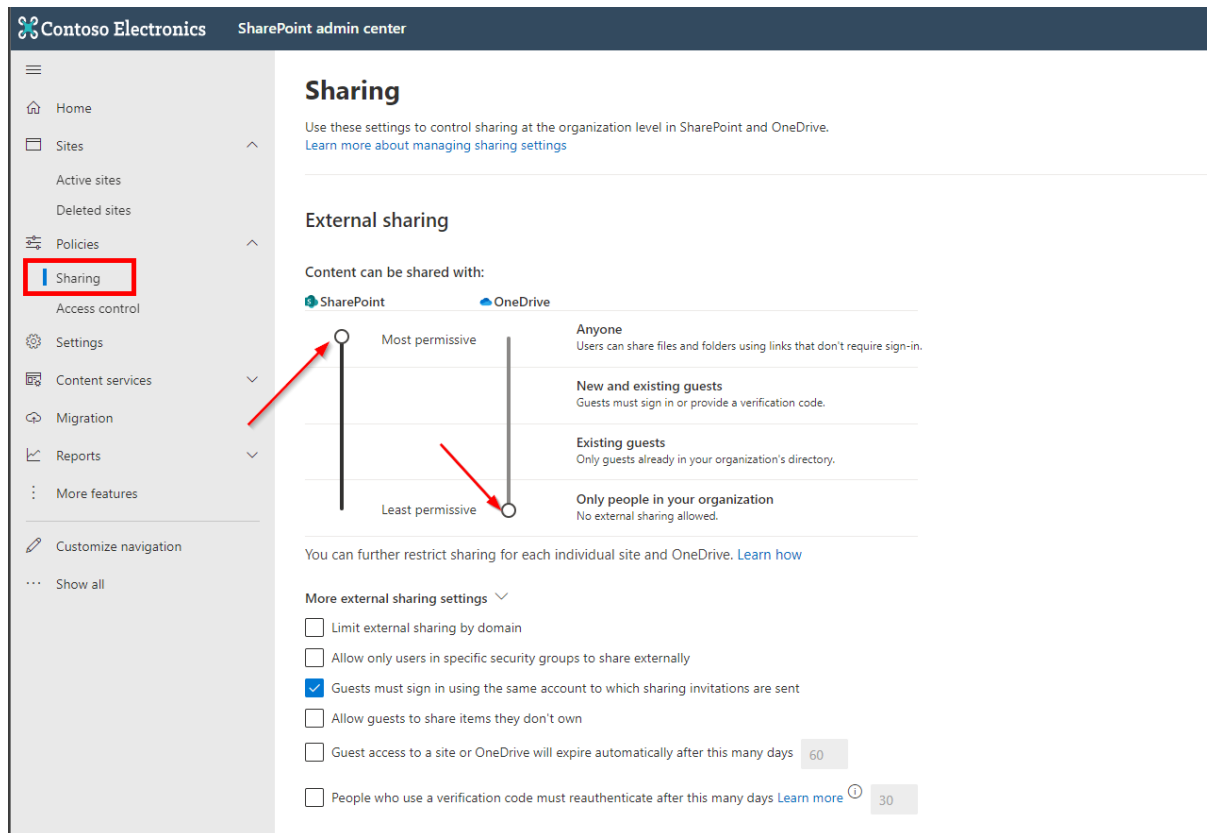 Contoso Electronics SharePoint admin center
Home
Sites
Active sites
Deleted sites
Policies
Sharing
Access control
Settings
Content services
Migration
Reports
More features
Customize navigation
Show all
Sharing
Use these settings to control sharing at the organization level in SharePoint and OneDrive.
Learn more about managing sharing settings
External sharing
Content can be shared with:
SharePoint OneDrive
Most permissive
Anyone
Users can share files and folders using links that don't require sign-in.
New and existing guests
Guests must sign in or provide a verification code.
Existing guests
Only guests already in your organization's directory.
Least permissive
Only people in your organization
No external sharing allowed.
You can further restrict sharing for each individual site and OneDrive. Learn how
More external sharing settings
Limit external sharing by domain
Allow only users in specific security groups to share externally
Guests must sign in using the same account to which sharing invitations are sent
Allow guests to share items they don't own
Guest access to a site or OneDrive will expire automatically after this many days 60
People who use a verification code must reauthenticate after this many days Learn more 30